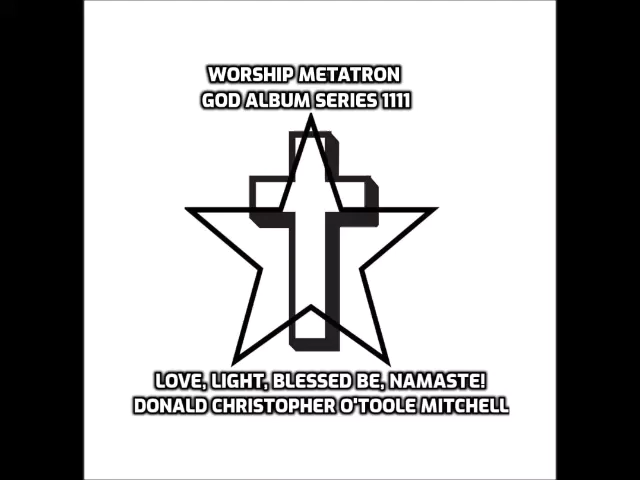 WORSHIP METATRON
GOD ALBUM SERIES 1111
LOVE, LIGHT, BLESSED BE, NAMASTE!
DONALD CHRISTOPHER O'TOOLE MITCHELL